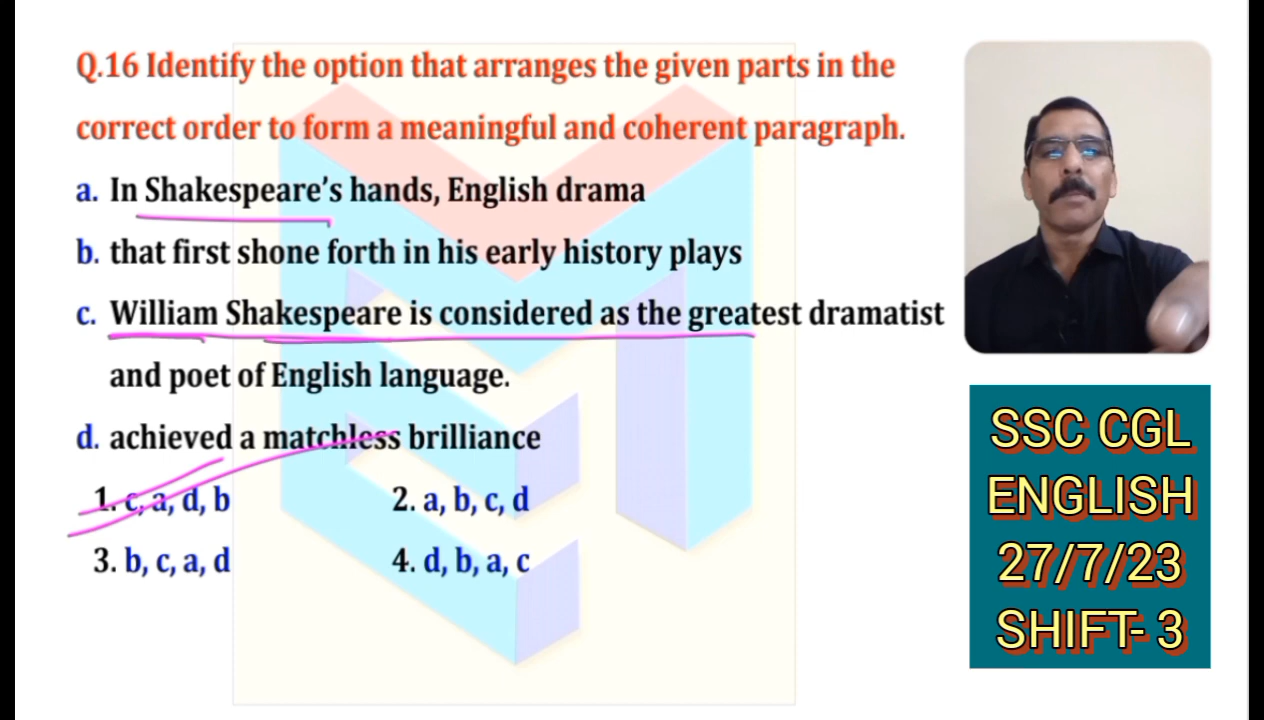 Q.16 Identify the option that arranges the given parts in the
correct order to form a meaningful and coherent paragraph.
a. In Shakespeare's hands, English drama
b. that first shone forth in his early history plays
c. William Shakespeare is considered as the greatest dramatist
and poet of English language.
d. achieved a matchless brilliance
1. c, a, d, b 2. a, b, c, d
3. b, c, a, d 4. d, b, a, c
SSC CGL
ENGLISH
27/7/23
SHIFT- 3